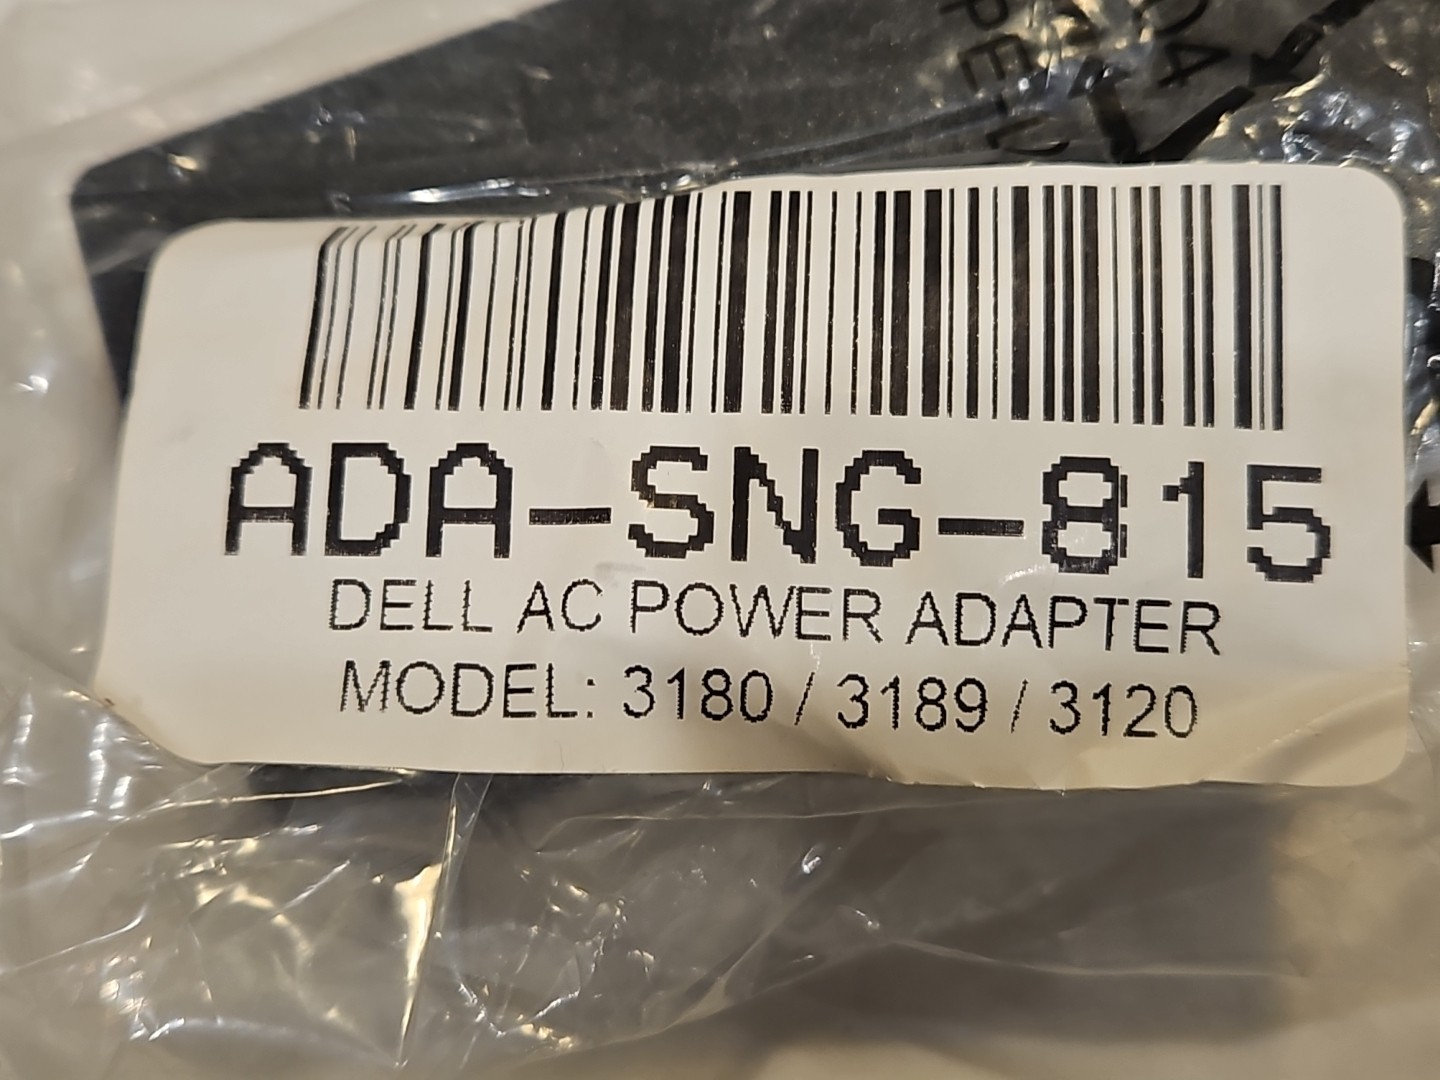 ADA-SNG-815
DELL AC POWER ADAPTER
MODEL: 3180 / 3189 / 3120